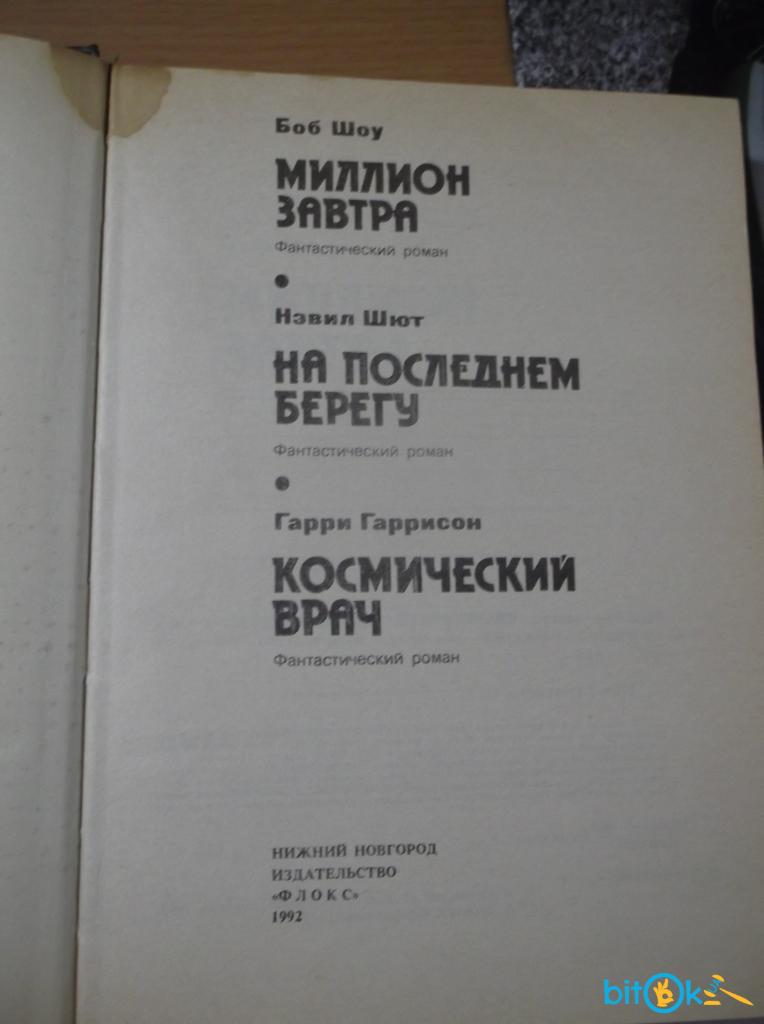 Боб Шоу
МИЛЛИОН
ЗАВТРА
Фантастический роман
Нэвил Шют
НА ПОСЛЕДНЕМ
БЕРЕГУ
Фантастический роман
Гарри Гаррисон
КОСМИЧЕСКИЙ
ВРАЧ
Фантастический роман
НИЖНИЙ НОВГОРОД
ИЗДАТЕЛЬСТВО
«ФЛОКС»
1992
bitOk